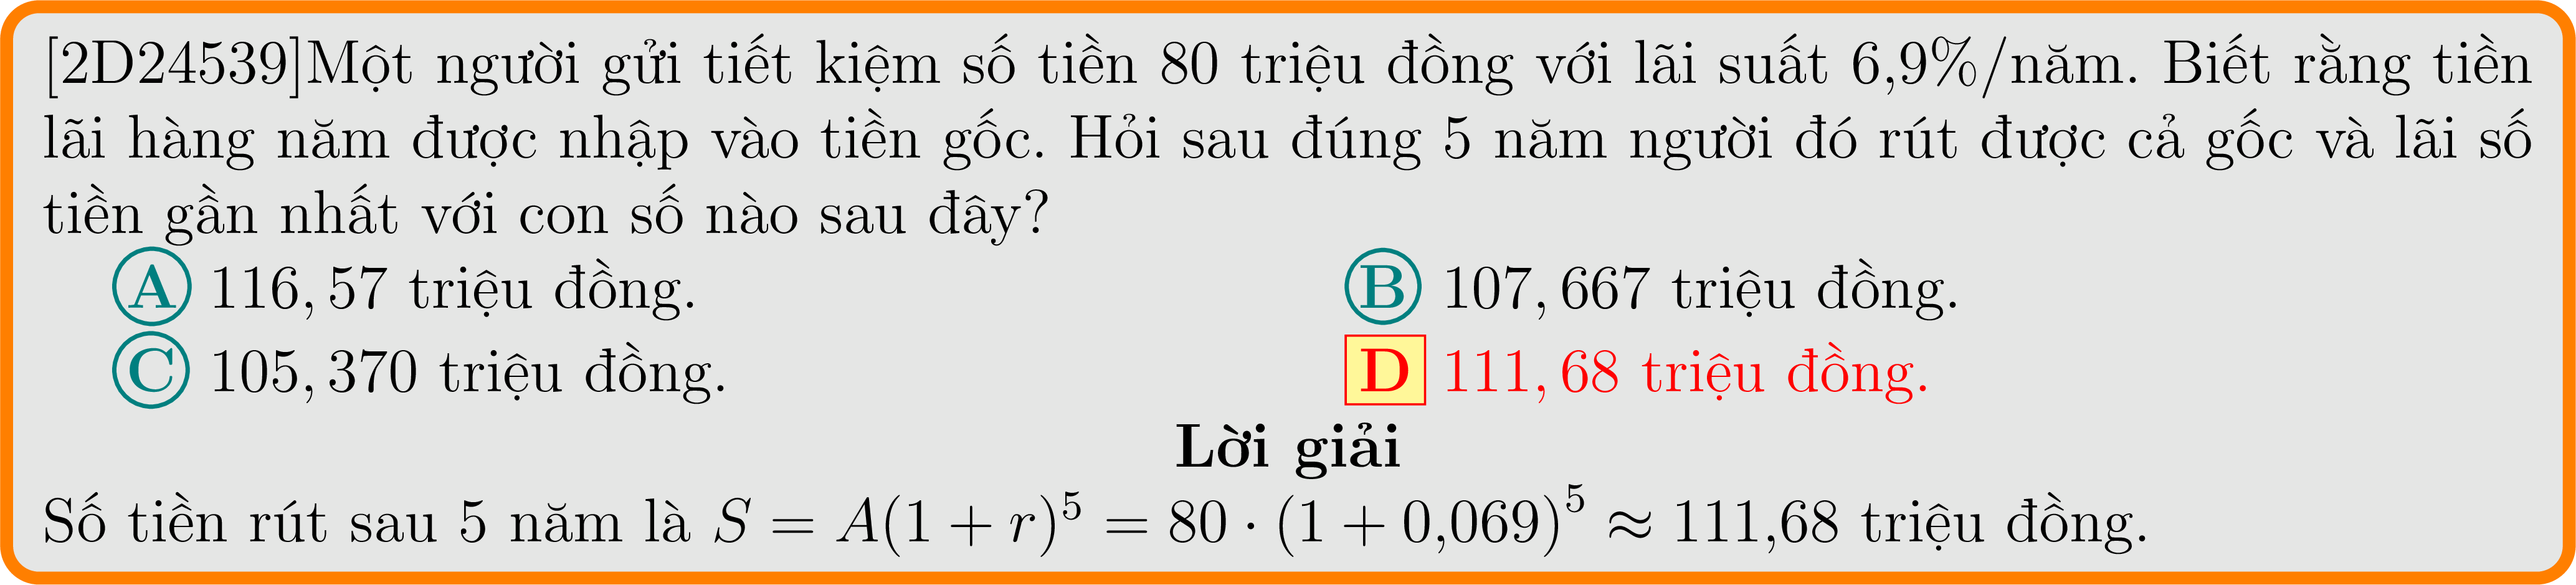 [2D24539]Một người gửi tiết kiệm số tiền 80 triệu đồng với lãi suất 6,9%/năm. Biết rằng tiền
lãi hàng năm được nhập vào tiền gốc. Hỏi sau đúng 5 năm người đó rút được cả gốc và lãi số
tiền gần nhất với con số nào sau đây?
A 116, 57 triệu đồng. B 107, 667 triệu đồng.
C 105, 370 triệu đồng. D 111, 68 triệu đồng.
Lời giải
Số tiền rút sau 5 năm là S = A(1 + r)⁵ = 80 · (1 + 0,069)⁵ ≈ 111,68 triệu đồng.